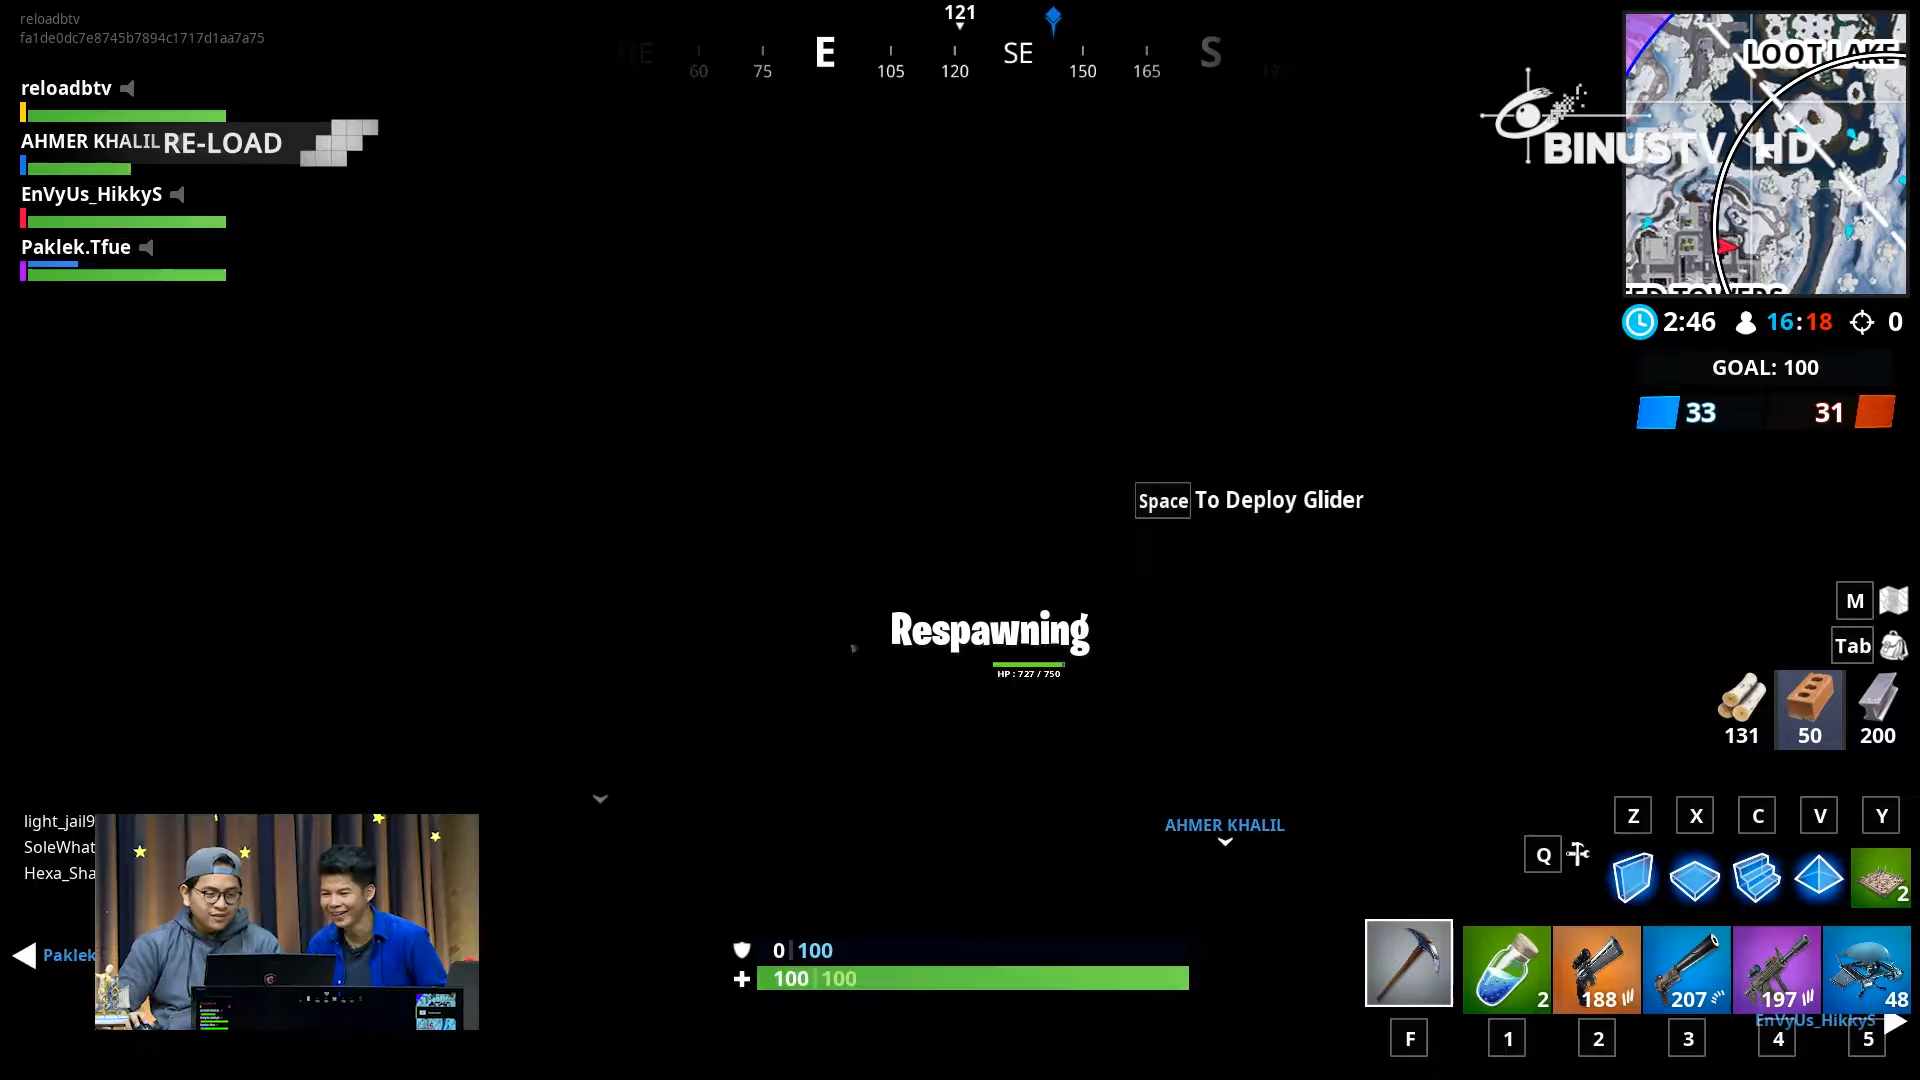 reloadbtv
fa1de0dc7e8745b7894c1717d1aa7a75
121
60 75 E 105 120 SE 150 165 S
reloadbtv
AHMER KHALIL
RE-LOAD
EnVyUs_HikkyS
Paklek.Tfue
LOOT LAKE
BINUSTV HD
2:46 16:18 0
GOAL: 100
33 31
Space To Deploy Glider
Respawning
HP : 727 / 750
M
Tab
131 50 200
light_jail9
SoleWhat
Hexa_Sha
Paklek
AHMER KHALIL
Z X C V Y
Q
2
0 | 100
100 | 100
2 188 207 197 48
EnVyUs_HikkyS
F 1 2 3 4 5